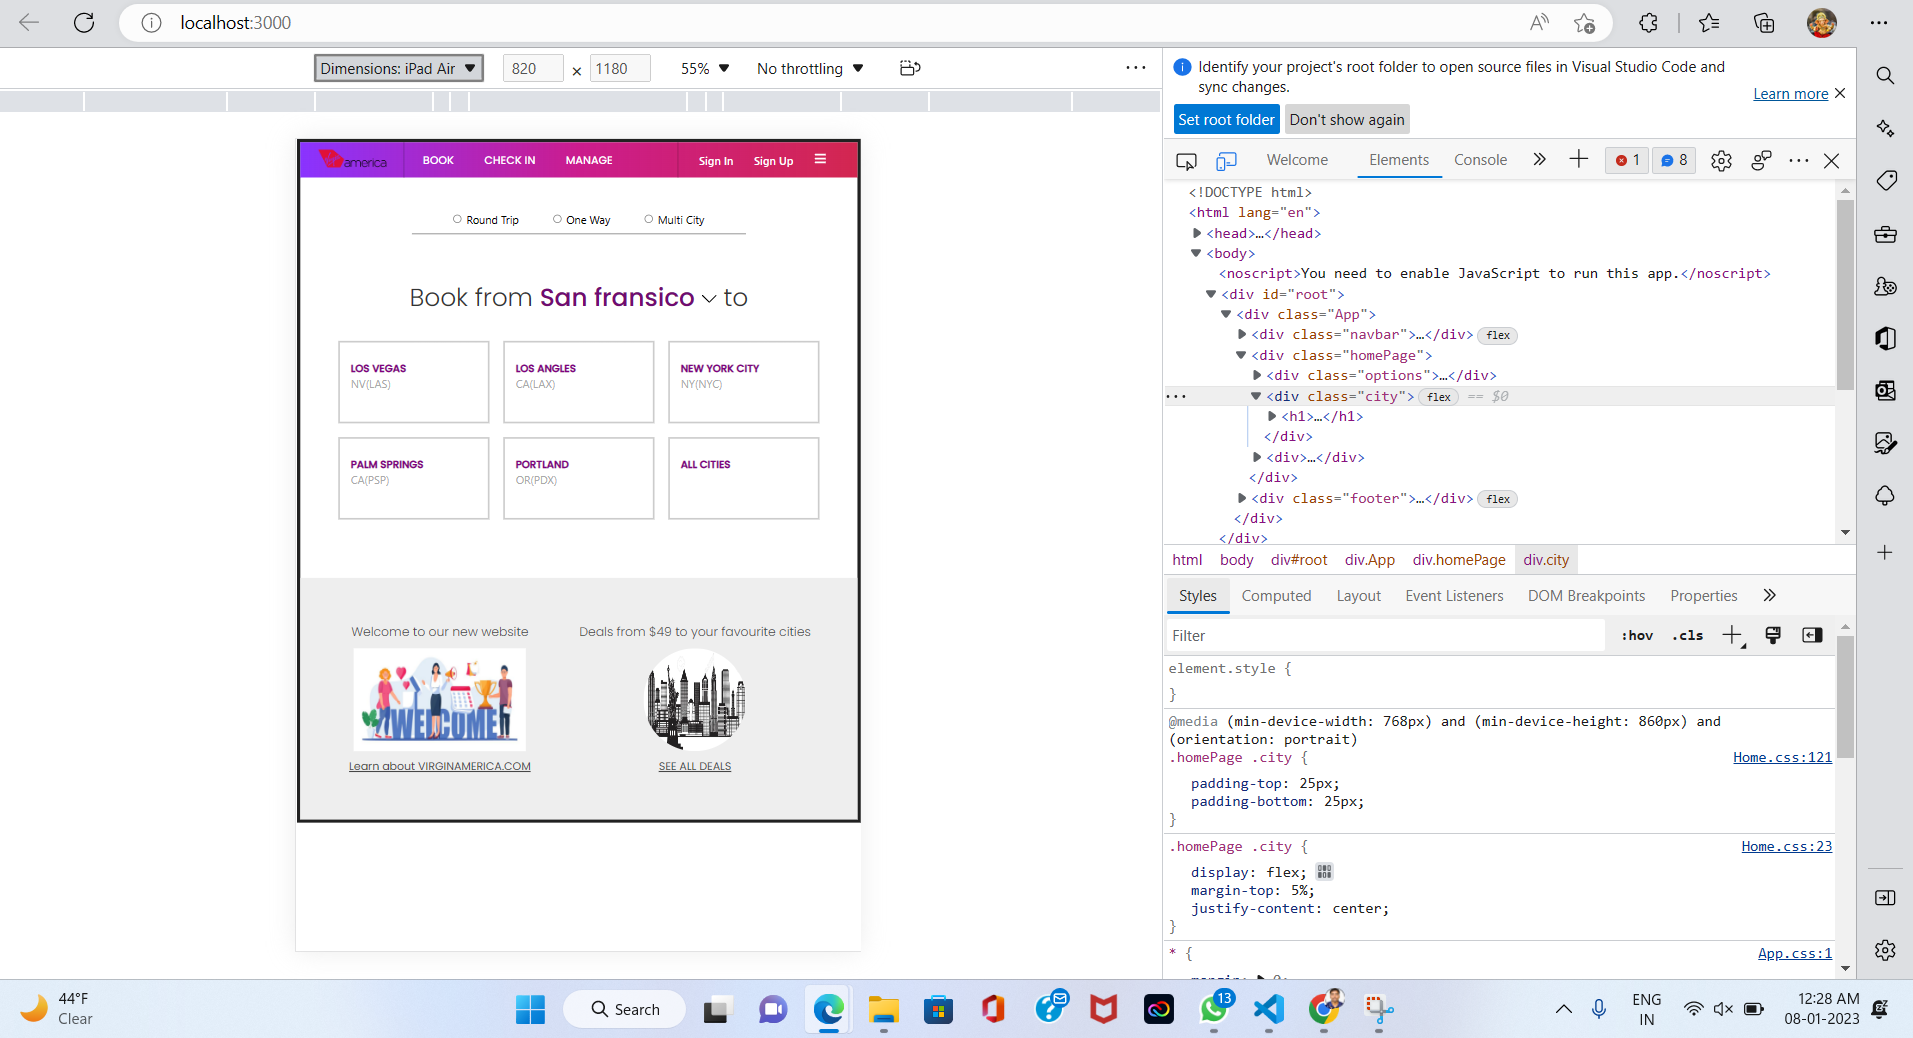 localhost:3000
Dimensions: iPad Air
820 × 1180
55%
No throttling
america
BOOK
CHECK IN
MANAGE
Sign In
Sign Up
Round Trip
One Way
Multi City
Book from San fransico to
LOS VEGAS
NV(LAS)
LOS ANGLES
CA(LAX)
NEW YORK CITY
NY(NYC)
PALM SPRINGS
CA(PSP)
PORTLAND
OR(PDX)
ALL CITIES
Welcome to our new website
WELCOME
Learn about VIRGINAMERICA.COM
Deals from $49 to your favourite cities
SEE ALL DEALS
Identify your project's root folder to open source files in Visual Studio Code and
sync changes.
Learn more
Set root folder
Don't show again
Welcome
Elements
Console
1
8
<!DOCTYPE html>
<html lang="en">
<head>…</head>
<body>
<noscript>You need to enable JavaScript to run this app.</noscript>
<div id="root">
<div class="App">
<div class="navbar">…</div> flex
<div class="homePage">
<div class="options">…</div>
<div class="city"> flex == $0
<h1>…</h1>
</div>
<div>…</div>
</div>
<div class="footer">…</div> flex
</div>
</div>
html body div#root div.App div.homePage div.city
Styles Computed Layout Event Listeners DOM Breakpoints Properties
Filter
:hov .cls
element.style {
}
@media (min-device-width: 768px) and (min-device-height: 860px) and
(orientation: portrait)
.homePage .city { Home.css:121
padding-top: 25px;
padding-bottom: 25px;
}
.homePage .city { Home.css:23
display: flex;
margin-top: 5%;
justify-content: center;
}
* { App.css:1
margin: 0;
44°F
Clear
Search
13
ENG
IN
12:28 AM
08-01-2023